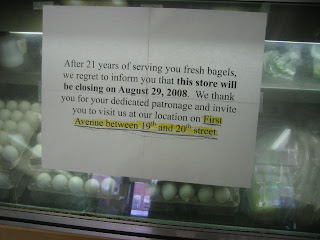 After 21 years of serving you fresh bagels,
we regret to inform you that this store will
be closing on August 29, 2008. We thank
you for your dedicated patronage and invite
you to visit us at our location on First
Avenue between 19th and 20th street